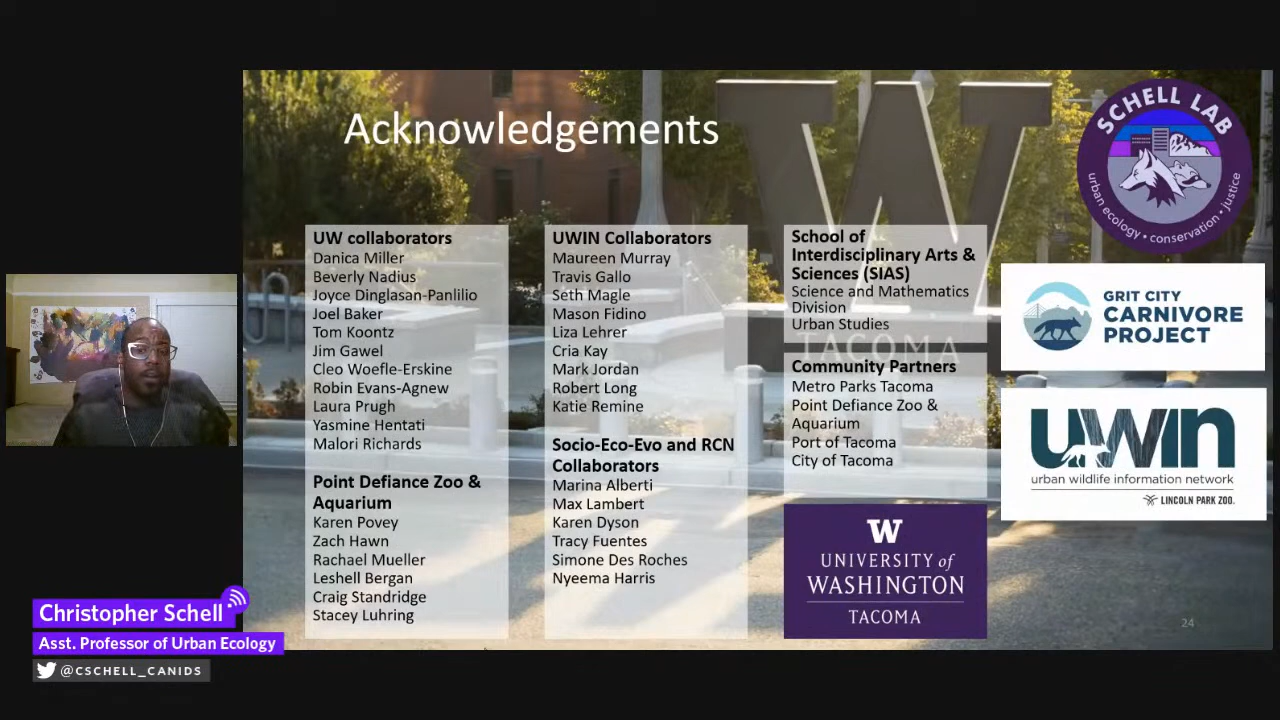 Acknowledgements
UW collaborators
Danica Miller
Beverly Nadius
Joyce Dinglasan-Panlilio
Joel Baker
Tom Koontz
Jim Gawel
Cleo Woefle-Erskine
Robin Evans-Agnew
Laura Prugh
Yasmine Hentati
Malori Richards
Point Defiance Zoo &
Aquarium
Karen Povey
Zach Hawn
Rachael Mueller
Leshell Bergan
Craig Standridge
Stacey Luhring
UWIN Collaborators
Maureen Murray
Travis Gallo
Seth Magle
Mason Fidino
Liza Lehrer
Cria Kay
Mark Jordan
Robert Long
Katie Remine
Socio-Eco-Evo and RCN
Collaborators
Marina Alberti
Max Lambert
Karen Dyson
Tracy Fuentes
Simone Des Roches
Nyeema Harris
School of
Interdisciplinary Arts &
Sciences (SIAS)
Science and Mathematics
Division
Urban Studies
TACOMA
Community Partners
Metro Parks Tacoma
Point Defiance Zoo &
Aquarium
Port of Tacoma
City of Tacoma
W
UNIVERSITY of
WASHINGTON
TACOMA
W
SCHELL LAB
urban ecology • conservation • justice
GRIT CITY
CARNIVORE
PROJECT
uwin
urban wildlife information network
LINCOLN PARK ZOO.
24
Christopher Schell
Asst. Professor of Urban Ecology
@CSCHELL_CANIDS